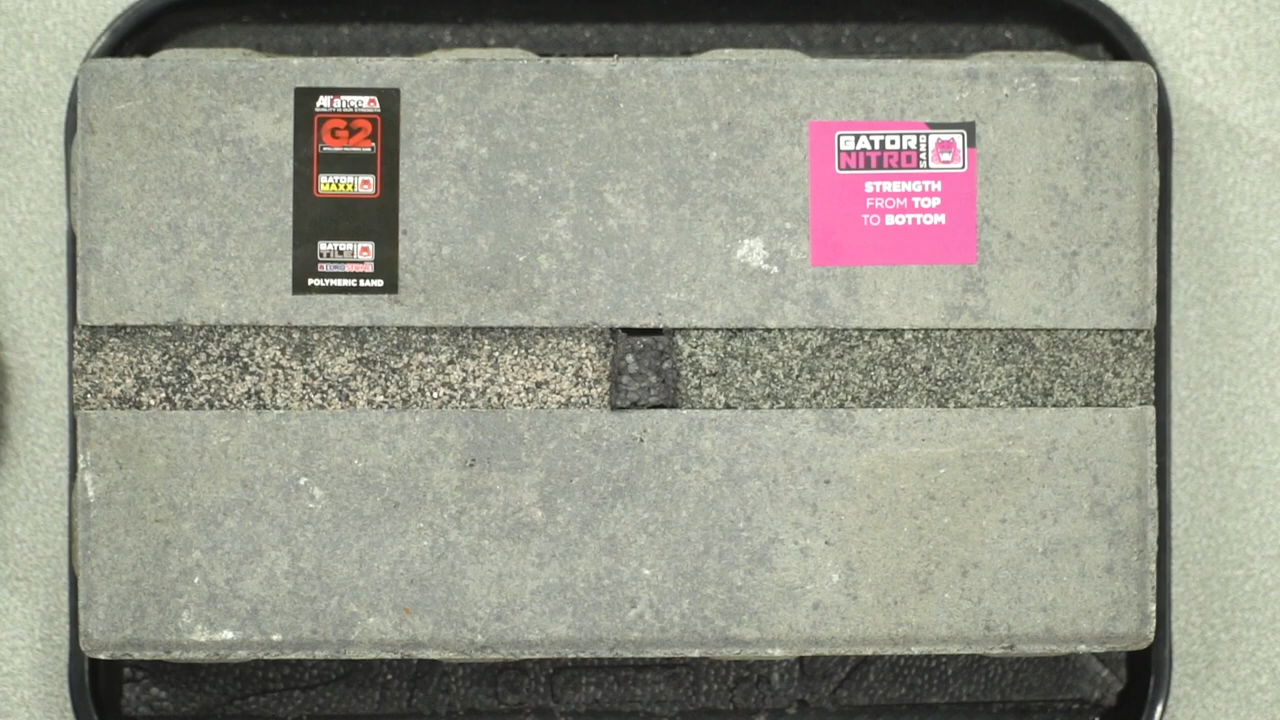 Alliance
G2
GATOR
MAXX
GATOR
TILE
POLYMERIC SAND
GATOR
NITRO
SAND
STRENGTH
FROM TOP
TO BOTTOM